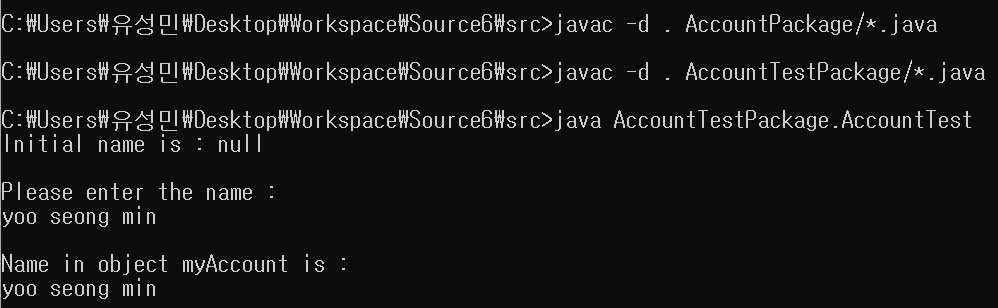 C:₩Users₩유성민₩Desktop₩Workspace₩Source6₩src>javac -d . AccountPackage/*.java
C:₩Users₩유성민₩Desktop₩Workspace₩Source6₩src>javac -d . AccountTestPackage/*.java
C:₩Users₩유성민₩Desktop₩Workspace₩Source6₩src>java AccountTestPackage.AccountTest
Initial name is : null
Please enter the name :
yoo seong min
Name in object myAccount is :
yoo seong min